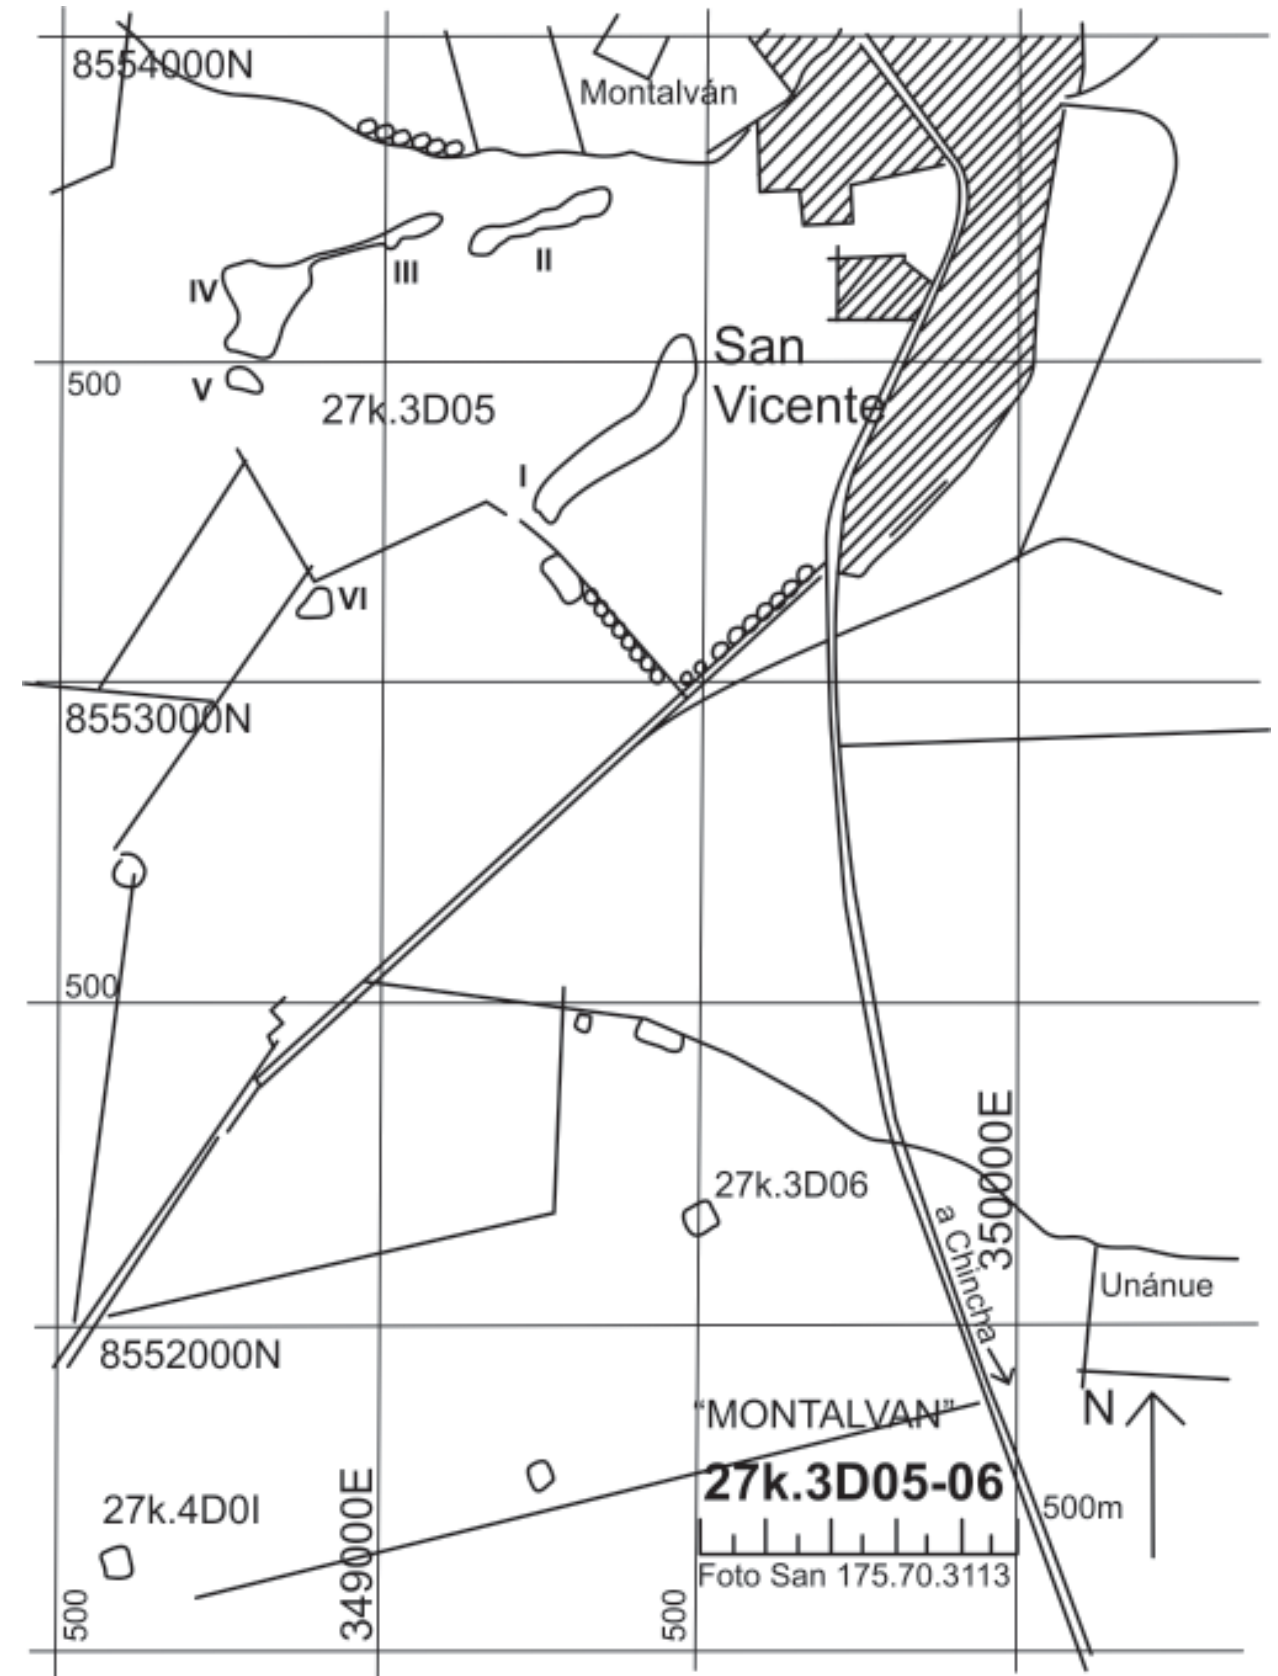 8554000N
Montalván
II
III
IV
San
Vicente
500
V
27k.3D05
I
VI
8553000N
500
350000E
27k.3D06
a Chincha
Unánue
8552000N
N
“MONTALVAN”
27k.3D05-06
349000E
27k.4D0I
500m
Foto San 175.70.3113
500
500